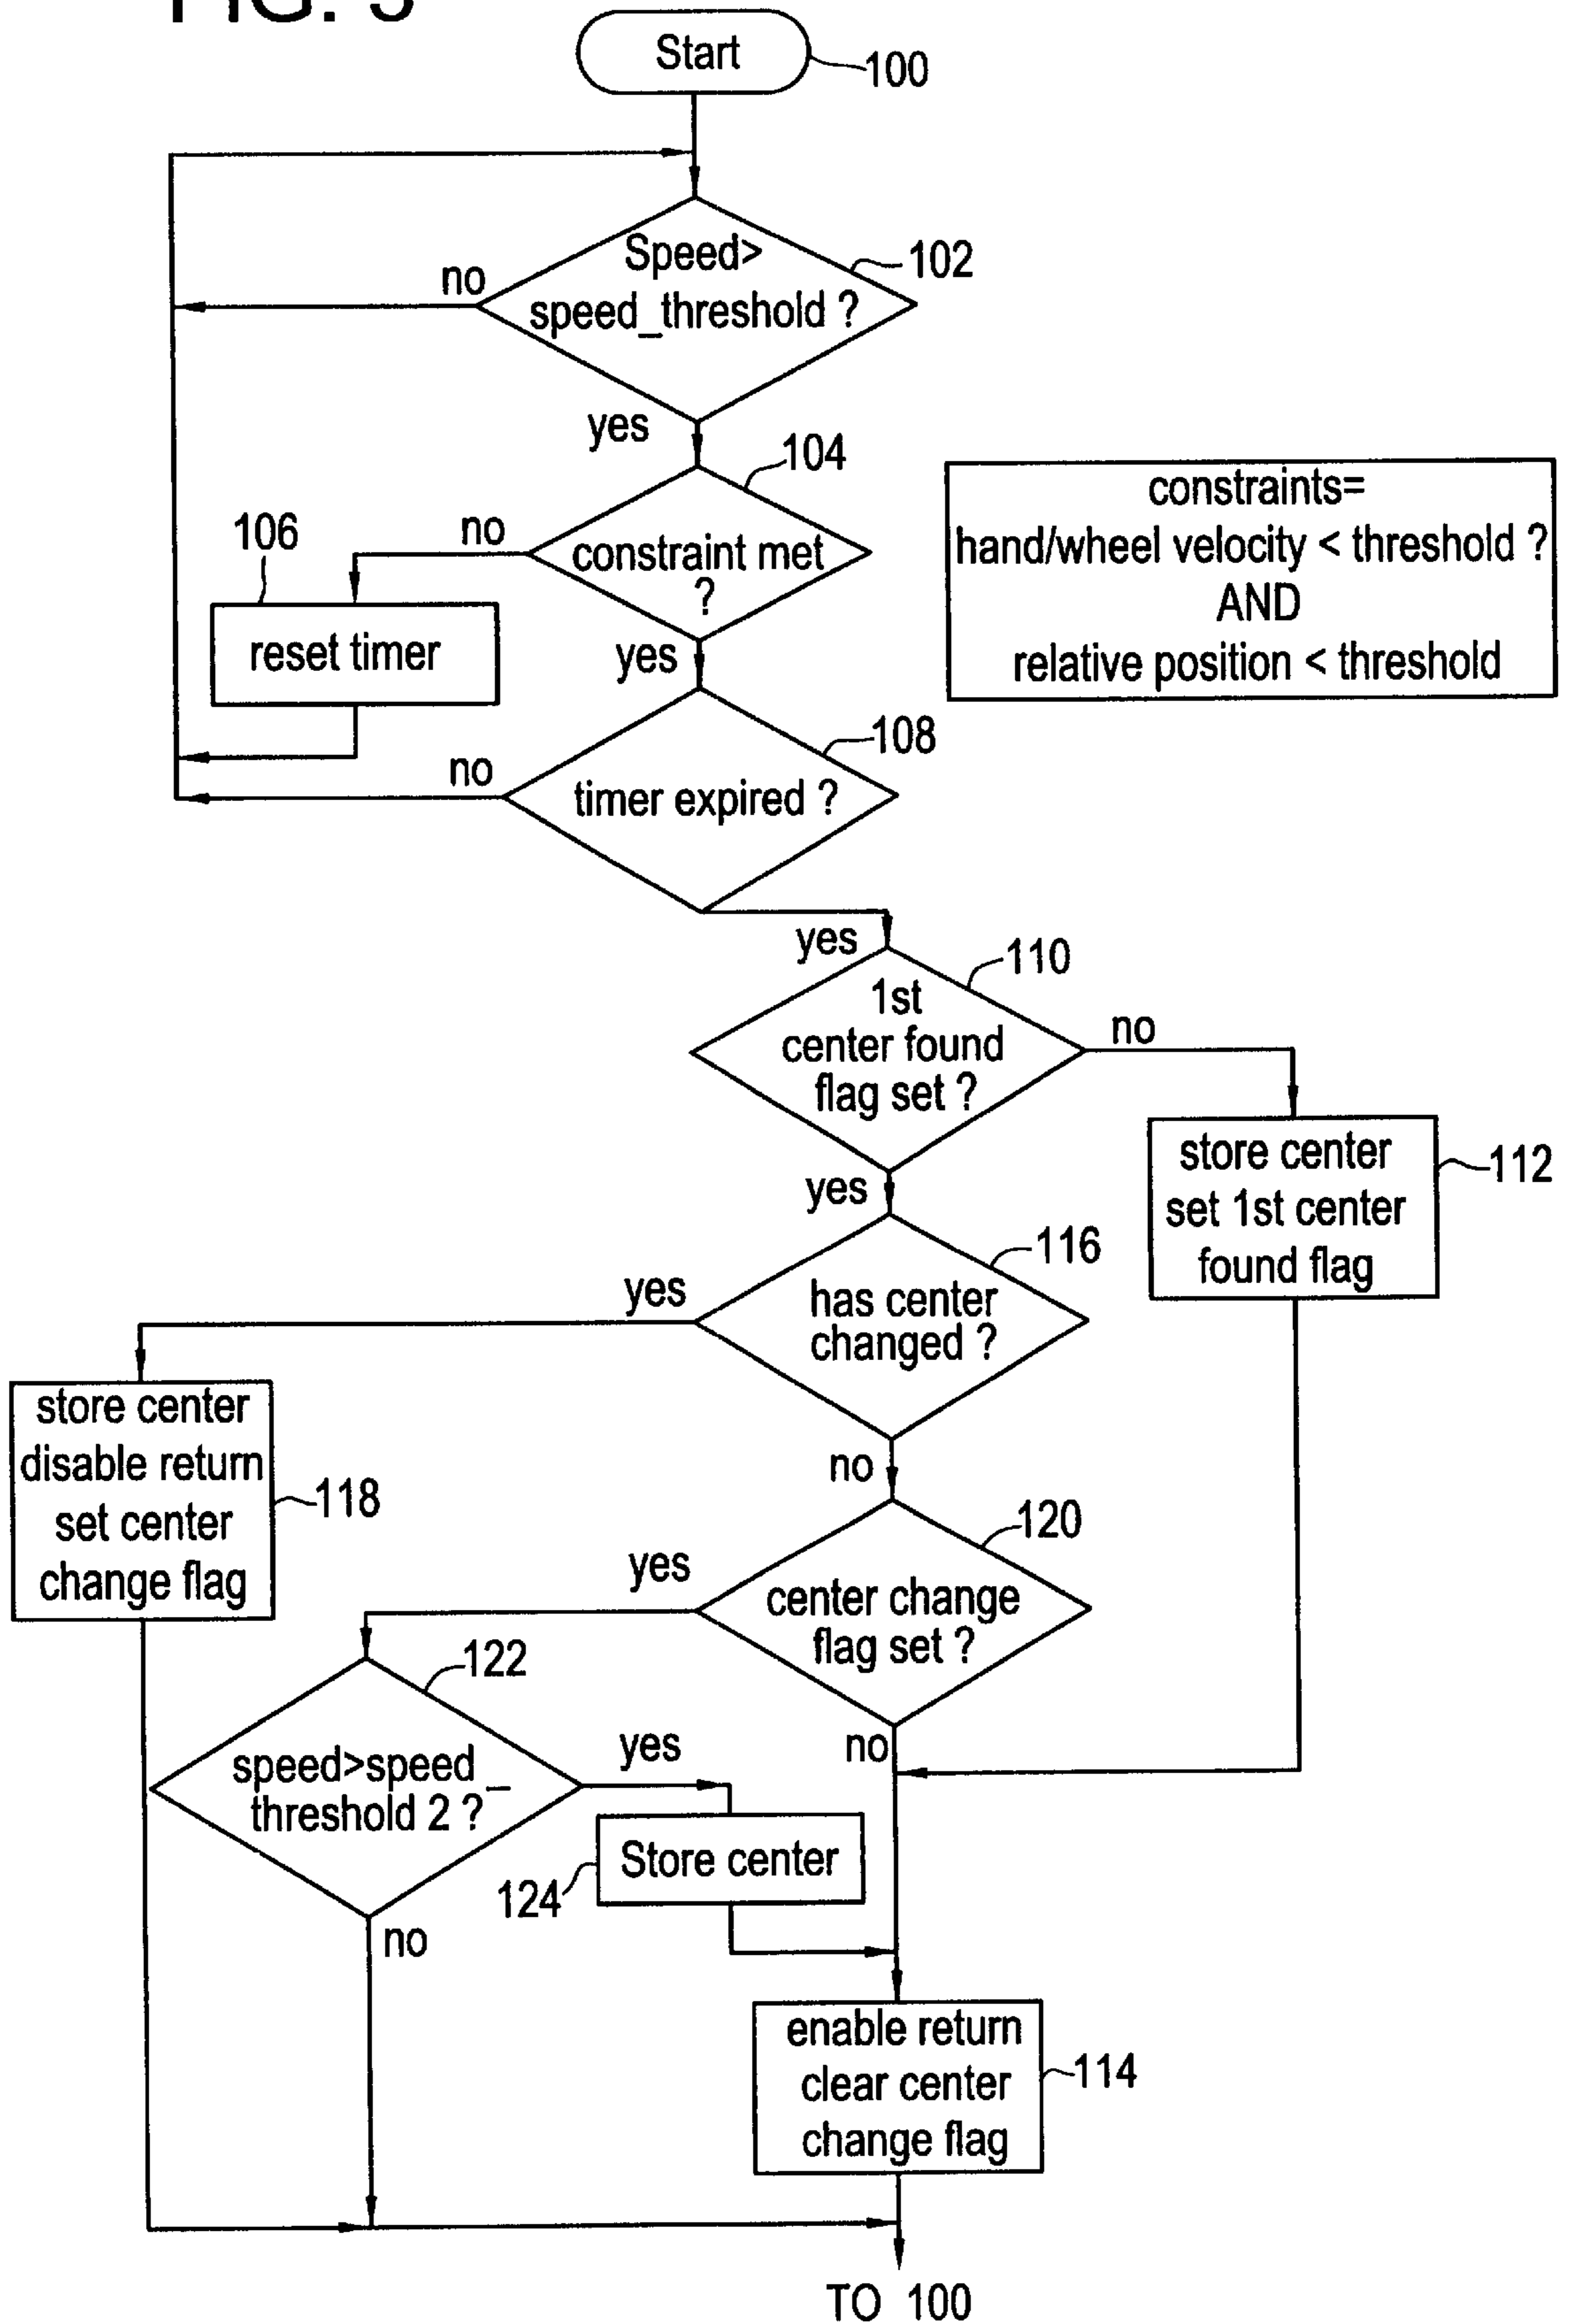 Start
100
Speed>
speed_threshold ?
102
no
yes
104
constraint met
?
no
106
reset timer
yes
constraints=
hand/wheel velocity < threshold ?
AND
relative position < threshold
108
timer expired ?
no
yes
110
1st
center found
flag set ?
no
112
store center
set 1st center
found flag
yes
116
has center
changed ?
yes
118
store center
disable return
set center
change flag
no
120
center change
flag set ?
yes
122
speed>speed_
threshold 2 ?
yes
no
124
Store center
no
114
enable return
clear center
change flag
TO 100